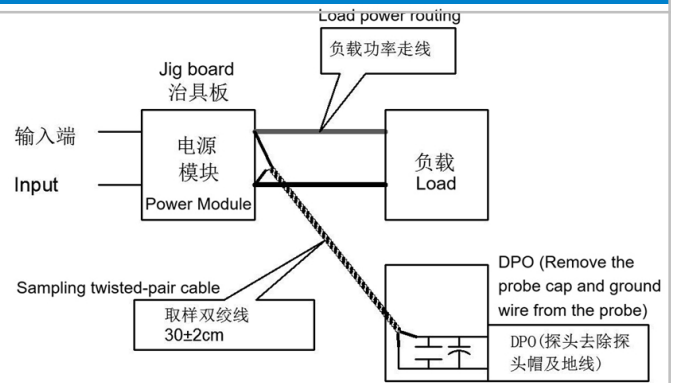 Load power routing
负载功率走线
Jig board
治具板
输入端
Input
电源
模块
Power Module
负载
Load
Sampling twisted-pair cable
取样双绞线
30±2cm
DPO (Remove the
probe cap and ground
wire from the probe)
DPO(探头去除探
头帽及地线)